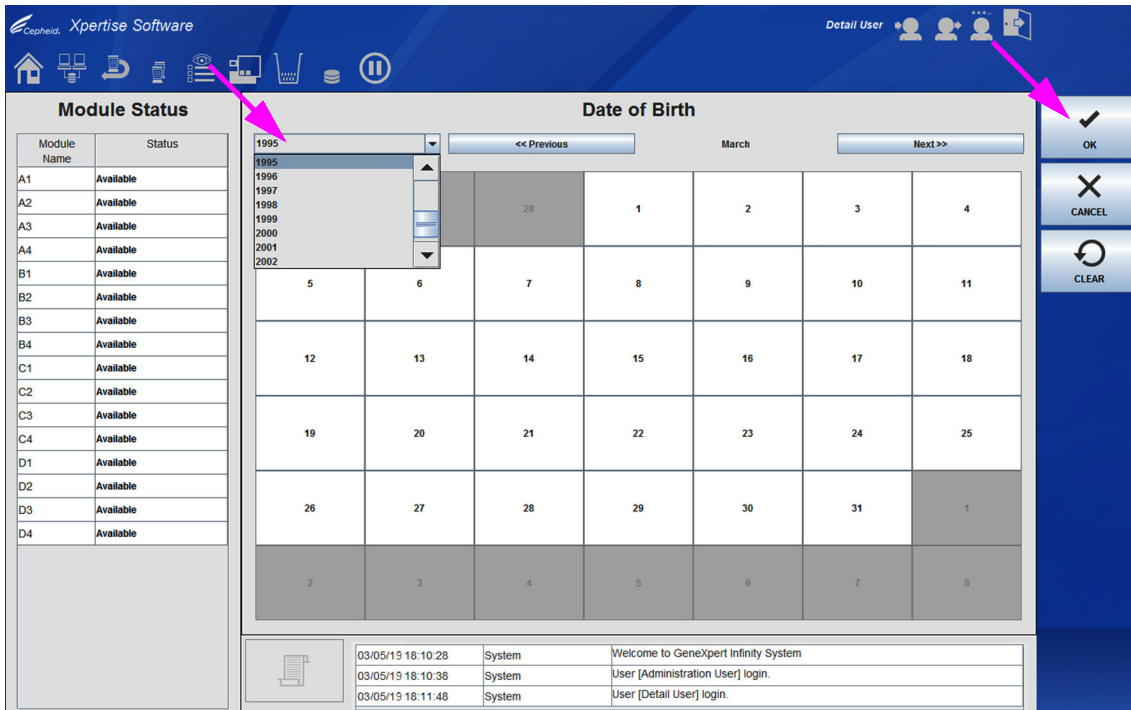 Cepheid. Xpertise Software
Detail User
Module Status
Module Name Status
A1 Available
A2 Available
A3 Available
A4 Available
B1 Available
B2 Available
B3 Available
B4 Available
C1 Available
C2 Available
C3 Available
C4 Available
D1 Available
D2 Available
D3 Available
D4 Available
Date of Birth
1995 << Previous March Next >>
1995
1996
1997
1998
1999
2000
2001
2002
28 1 2 3 4
5 6 7 8 9 10 11
12 13 14 15 16 17 18
19 20 21 22 23 24 25
26 27 28 29 30 31 1
2 3 4 5 6 7 8
OK
CANCEL
CLEAR
03/05/19 18:10:28 System Welcome to GeneXpert Infinity System
03/05/19 18:10:38 System User [Administration User] login.
03/05/19 18:11:48 System User [Detail User] login.